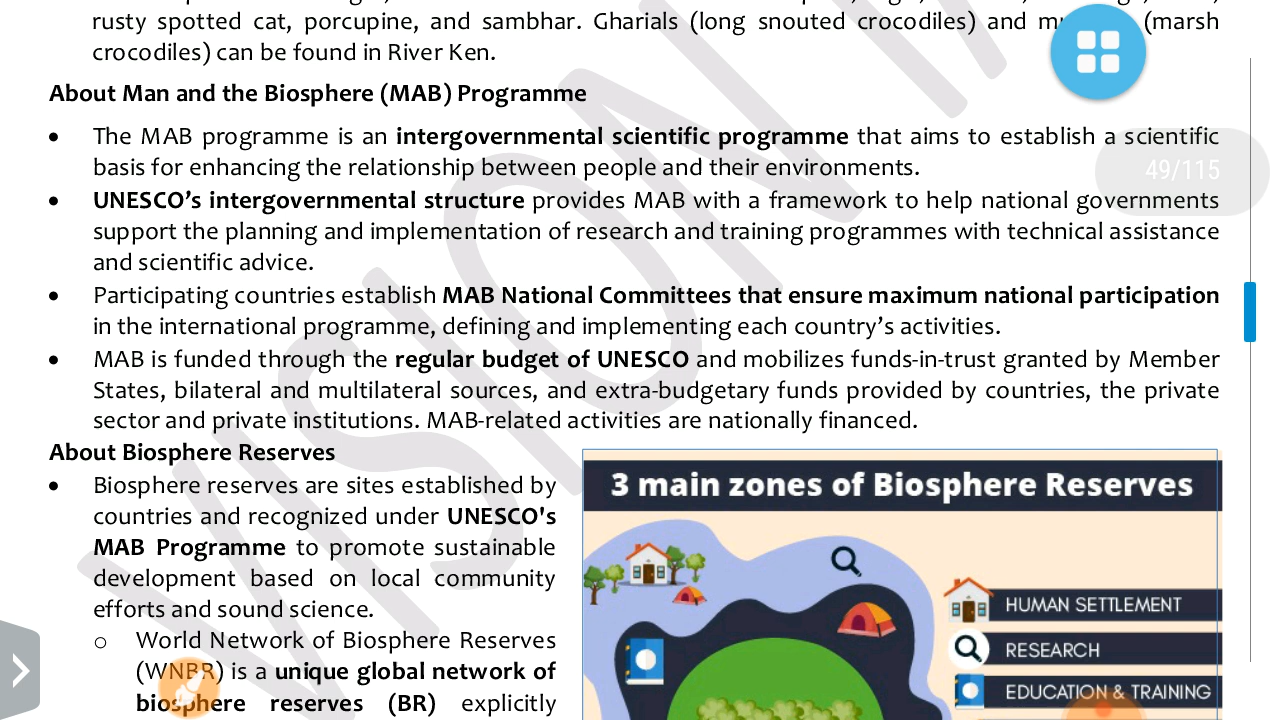 rusty spotted cat, porcupine, and sambhar. Gharials (long snouted crocodiles) and (marsh
crocodiles) can be found in River Ken.
About Man and the Biosphere (MAB) Programme
• The MAB programme is an intergovernmental scientific programme that aims to establish a scientific
basis for enhancing the relationship between people and their environments.
49/115
• UNESCO's intergovernmental structure provides MAB with a framework to help national governments
support the planning and implementation of research and training programmes with technical assistance
and scientific advice.
• Participating countries establish MAB National Committees that ensure maximum national participation
in the international programme, defining and implementing each country's activities.
• MAB is funded through the regular budget of UNESCO and mobilizes funds-in-trust granted by Member
States, bilateral and multilateral sources, and extra-budgetary funds provided by countries, the private
sector and private institutions. MAB-related activities are nationally financed.
About Biosphere Reserves
• Biosphere reserves are sites established by
countries and recognized under UNESCO's
MAB Programme to promote sustainable
development based on local community
efforts and sound science.
o World Network of Biosphere Reserves
(WNBR) is a unique global network of
biosphere reserves (BR) explicitly
3 main zones of Biosphere Reserves
HUMAN SETTLEMENT
RESEARCH
EDUCATION & TRAINING
VISION